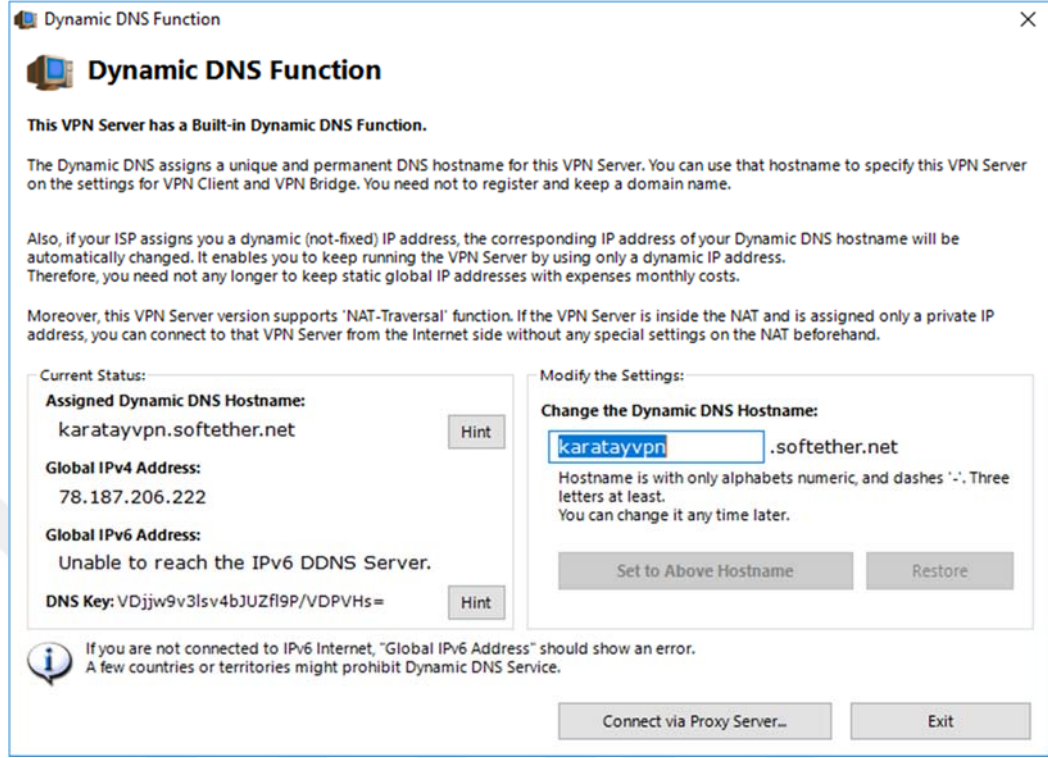 Dynamic DNS Function
Dynamic DNS Function
This VPN Server has a Built-in Dynamic DNS Function.
The Dynamic DNS assigns a unique and permanent DNS hostname for this VPN Server. You can use that hostname to specify this VPN Server
on the settings for VPN Client and VPN Bridge. You need not to register and keep a domain name.
Also, if your ISP assigns you a dynamic (not-fixed) IP address, the corresponding IP address of your Dynamic DNS hostname will be
automatically changed. It enables you to keep running the VPN Server by using only a dynamic IP address.
Therefore, you need not any longer to keep static global IP addresses with expenses monthly costs.
Moreover, this VPN Server version supports 'NAT-Traversal' function. If the VPN Server is inside the NAT and is assigned only a private IP
address, you can connect to that VPN Server from the Internet side without any special settings on the NAT beforehand.
Current Status:
Assigned Dynamic DNS Hostname:
karatayvpn.softether.net
Hint
Global IPv4 Address:
78.187.206.222
Global IPv6 Address:
Unable to reach the IPv6 DDNS Server.
DNS Key: VDjjw9v3lsv4bJUZfl9P/VDPVHs=
Hint
Modify the Settings:
Change the Dynamic DNS Hostname:
karatayvpn .softether.net
Hostname is with only alphabets numeric, and dashes '-'. Three
letters at least.
You can change it any time later.
Set to Above Hostname
Restore
If you are not connected to IPv6 Internet, "Global IPv6 Address" should show an error.
A few countries or territories might prohibit Dynamic DNS Service.
Connect via Proxy Server...
Exit